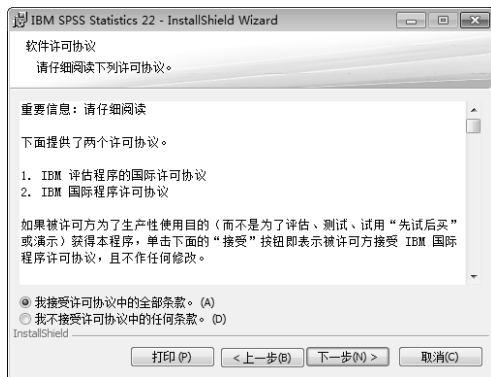 IBM SPSS Statistics 22 - InstallShield Wizard
软件许可协议
请仔细阅读下列许可协议。
重要信息：请仔细阅读
下面提供了两个许可协议。
1. IBM 评估程序的国际许可协议
2. IBM 国际程序许可协议
如果被许可方为了生产性使用目的（而不是为了评估、测试、试用“先试后买”
或演示）获得本程序，单击下面的“接受”按钮即表示被许可方接受 IBM 国际
程序许可协议，且不作任何修改。
我接受许可协议中的全部条款。(A)
我不接受许可协议中的任何条款。(D)
InstallShield
打印(P) <上一步(B) 下一步(N)> 取消(C)